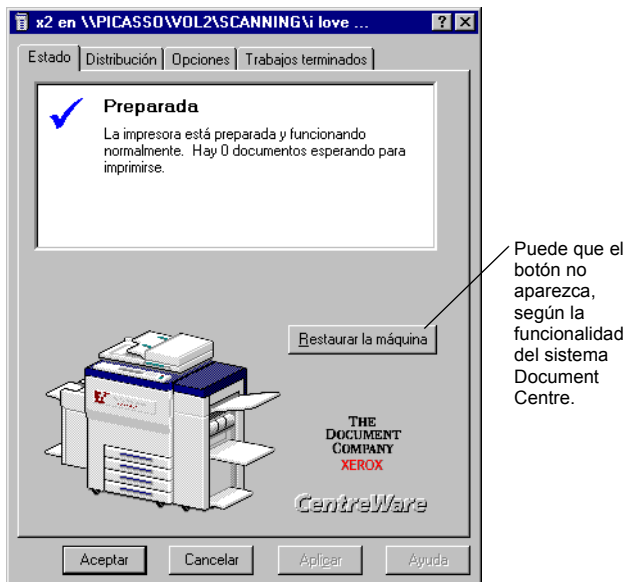 x2 en \\PICASSO\VOL2\SCANNING\i love ...
Estado
Distribución
Opciones
Trabajos terminados
Preparada
La impresora está preparada y funcionando
normalmente. Hay 0 documentos esperando para
imprimirse.
Restaurar la máquina
Puede que el
botón no
aparezca,
según la
funcionalidad
del sistema
Document
Centre.
THE
DOCUMENT
COMPANY
XEROX
CentreWare
Aceptar
Cancelar
Aplicar
Ayuda